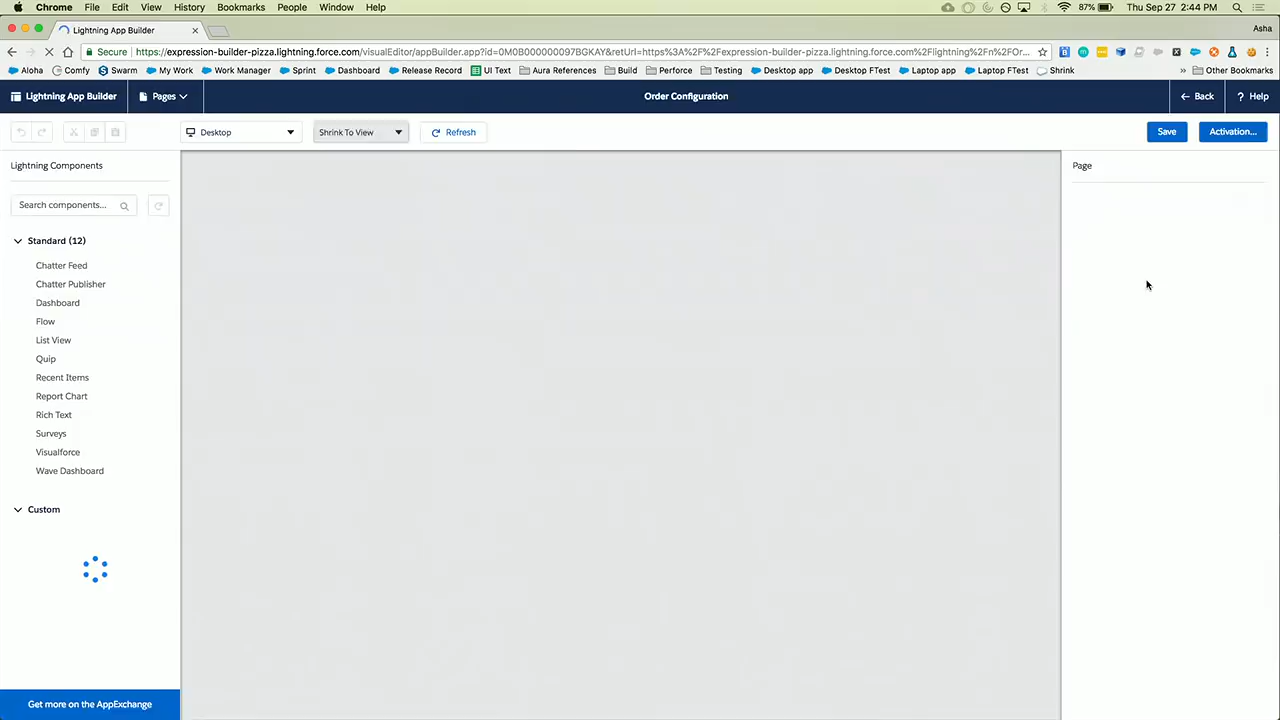 Chrome File Edit View History Bookmarks People Window Help 87% Thu Sep 27 2:44 PM
Lightning App Builder Asha
Secure https://expression-builder-pizza.lightning.force.com/visualEditor/appBuilder.app?id=0M0B000000097BGKAY&retUrl=https%3A%2F%2Fexpression-builder-pizza.lightning.force.com%2Flightning%2Fn%2FOr...
Aloha Comfy Swarm My Work Work Manager Sprint Dashboard Release Record UI Text Aura References Build Perforce Testing Desktop app Desktop FTest Laptop app Laptop FTest Shrink » Other Bookmarks
Lightning App Builder Pages Order Configuration Back ? Help
Desktop Shrink To View Refresh Save Activation...
Lightning Components Page
Search components...
Standard (12)
Chatter Feed
Chatter Publisher
Dashboard
Flow
List View
Quip
Recent Items
Report Chart
Rich Text
Surveys
Visualforce
Wave Dashboard
Custom
Get more on the AppExchange